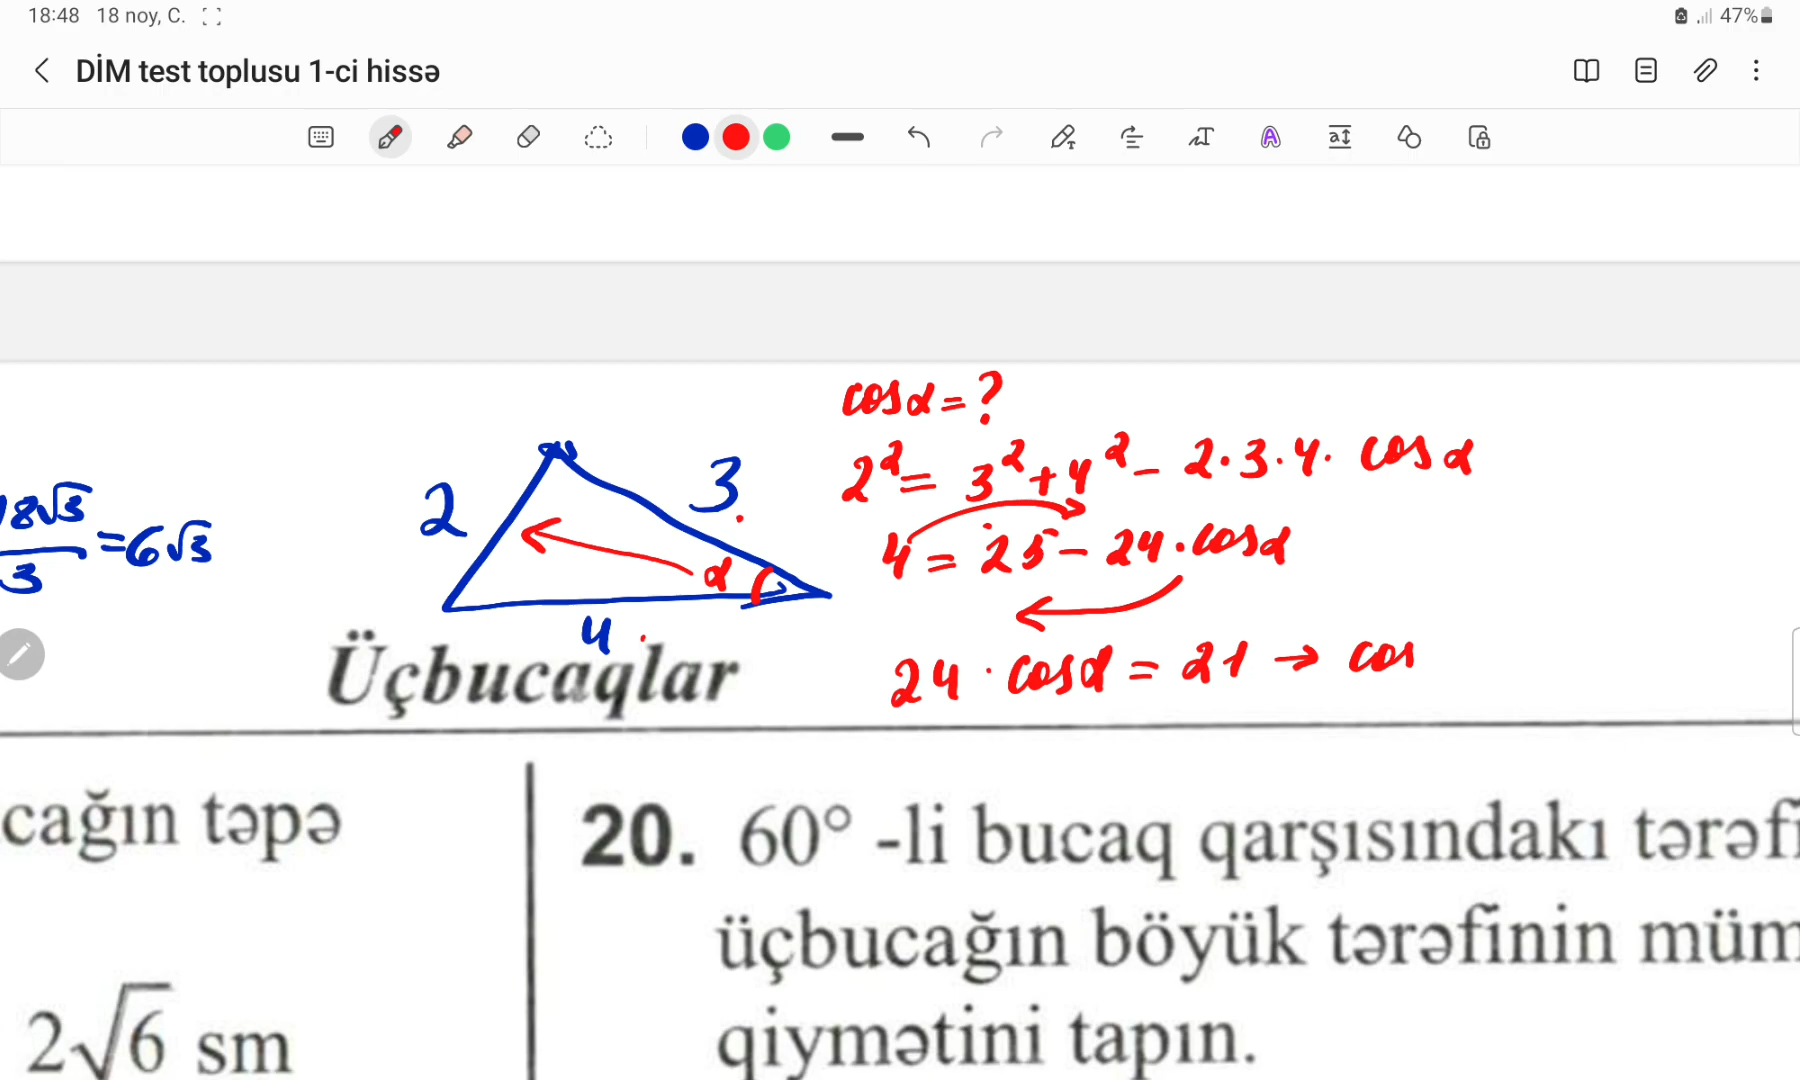 18:48 18 noy, C. 47%
DİM test toplusu 1-ci hissə
cosα=?
2²= 3²+4²- 2·3·4· cosα
4= 25- 24·cosα
24·cosα=21→ cos
18√3/3=6√3
2
3
α
4
Üçbucaqlar
cağın təpə
2√6 sm
20. 60° -li bucaq qarşısındakı tərəfi
üçbucağın böyük tərəfinin müm
qiymətini tapın.